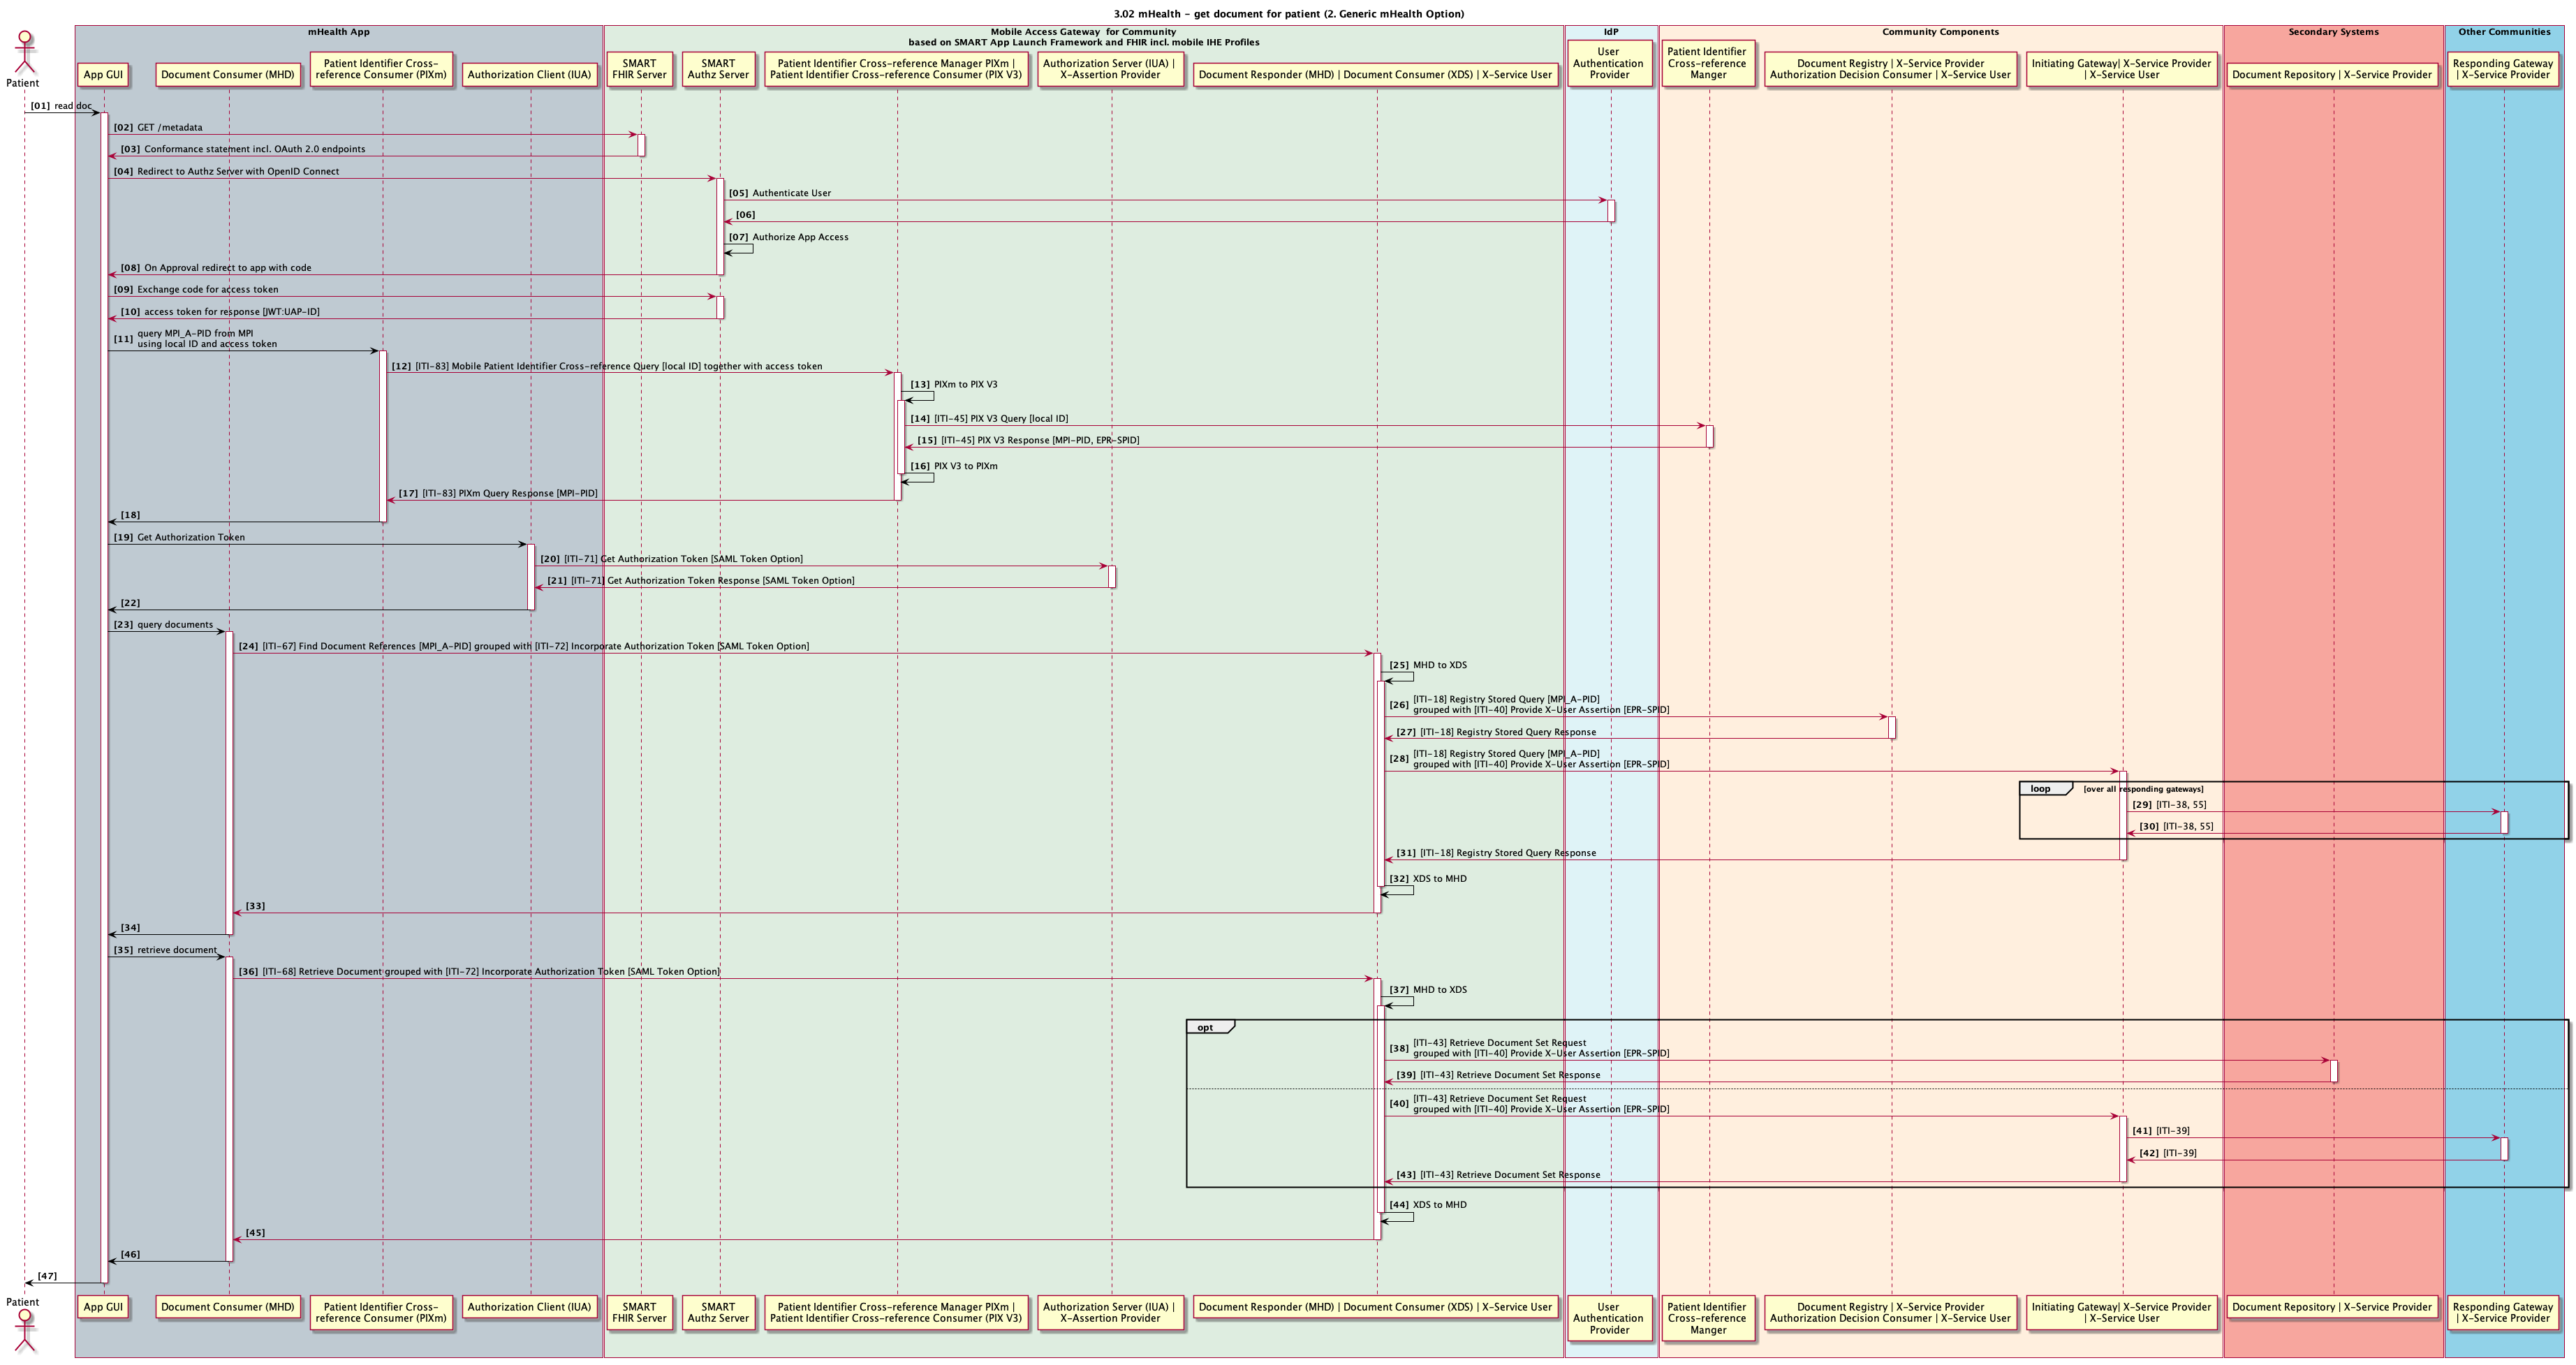 3.02 mHealth - get document for patient (2. Generic mHealth Option)
mHealth App
Mobile Access Gateway for Community
based on SMART App Launch Framework and FHIR incl. mobile IHE Profiles
IdP
Community Components
Secondary Systems
Other Communities
Patient
App GUI
Document Consumer (MHD)
Patient Identifier Cross-
reference Consumer (PIXm)
Authorization Client (IUA)
SMART
FHIR Server
SMART
Authz Server
Patient Identifier Cross-reference Manager PIXm |
Patient Identifier Cross-reference Consumer (PIX V3)
Authorization Server (IUA) |
X-Assertion Provider
Document Responder (MHD) | Document Consumer (XDS) | X-Service User
User
Authentication
Provider
Patient Identifier
Cross-reference
Manger
Document Registry | X-Service Provider
Authorization Decision Consumer | X-Service User
Initiating Gateway| X-Service Provider
| X-Service User
Document Repository | X-Service Provider
Responding Gateway
| X-Service Provider
[01] read doc
[02] GET /metadata
[03] Conformance statement incl. OAuth 2.0 endpoints
[04] Redirect to Authz Server with OpenID Connect
[05] Authenticate User
[06]
[07] Authorize App Access
[08] On Approval redirect to app with code
[09] Exchange code for access token
[10] access token for response [JWT:UAP-ID]
[11] query MPI_A-PID from MPI
using local ID and access token
[12] [ITI-83] Mobile Patient Identifier Cross-reference Query [local ID] together with access token
[13] PIXm to PIX V3
[14] [ITI-45] PIX V3 Query [local ID]
[15] [ITI-45] PIX V3 Response [MPI-PID, EPR-SPID]
[16] PIX V3 to PIXm
[17] [ITI-83] PIXm Query Response [MPI-PID]
[18]
[19] Get Authorization Token
[20] [ITI-71] Get Authorization Token [SAML Token Option]
[21] [ITI-71] Get Authorization Token Response [SAML Token Option]
[22]
[23] query documents
[24] [ITI-67] Find Document References [MPI_A-PID] grouped with [ITI-72] Incorporate Authorization Token [SAML Token Option]
[25] MHD to XDS
[26] [ITI-18] Registry Stored Query [MPI_A-PID]
grouped with [ITI-40] Provide X-User Assertion [EPR-SPID]
[27] [ITI-18] Registry Stored Query Response
[28] [ITI-18] Registry Stored Query [MPI_A-PID]
grouped with [ITI-40] Provide X-User Assertion [EPR-SPID]
loop [over all responding gateways]
[29] [ITI-38, 55]
[30] [ITI-38, 55]
[31] [ITI-18] Registry Stored Query Response
[32] XDS to MHD
[33]
[34]
[35] retrieve document
[36] [ITI-68] Retrieve Document grouped with [ITI-72] Incorporate Authorization Token [SAML Token Option]
[37] MHD to XDS
opt
[38] [ITI-43] Retrieve Document Set Request
grouped with [ITI-40] Provide X-User Assertion [EPR-SPID]
[39] [ITI-43] Retrieve Document Set Response
[40] [ITI-43] Retrieve Document Set Request
grouped with [ITI-40] Provide X-User Assertion [EPR-SPID]
[41] [ITI-39]
[42] [ITI-39]
[43] [ITI-43] Retrieve Document Set Response
[44] XDS to MHD
[45]
[46]
[47]
Patient
App GUI
Document Consumer (MHD)
Patient Identifier Cross-
reference Consumer (PIXm)
Authorization Client (IUA)
SMART
FHIR Server
SMART
Authz Server
Patient Identifier Cross-reference Manager PIXm |
Patient Identifier Cross-reference Consumer (PIX V3)
Authorization Server (IUA) |
X-Assertion Provider
Document Responder (MHD) | Document Consumer (XDS) | X-Service User
User
Authentication
Provider
Patient Identifier
Cross-reference
Manger
Document Registry | X-Service Provider
Authorization Decision Consumer | X-Service User
Initiating Gateway| X-Service Provider
| X-Service User
Document Repository | X-Service Provider
Responding Gateway
| X-Service Provider